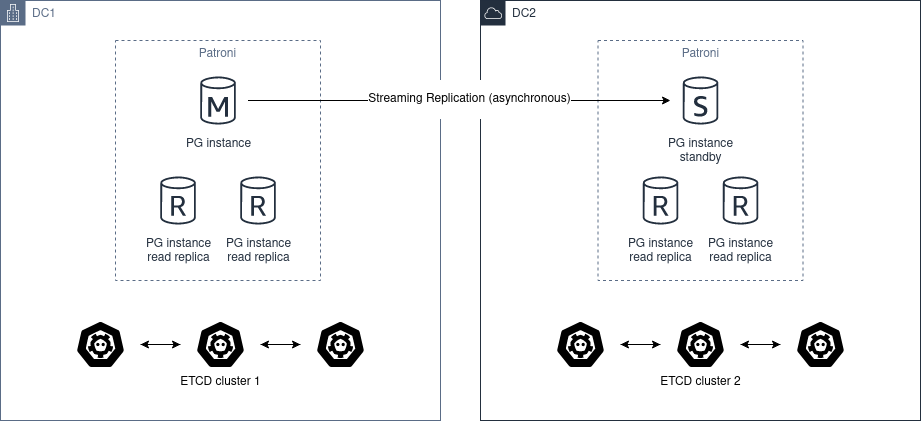 DC1
DC2
Patroni
Patroni
M
Streaming Replication (asynchronous)
S
PG instance
PG instance
standby
R
R
R
R
PG instance
read replica
PG instance
read replica
PG instance
read replica
PG instance
read replica
ETCD cluster 1
ETCD cluster 2